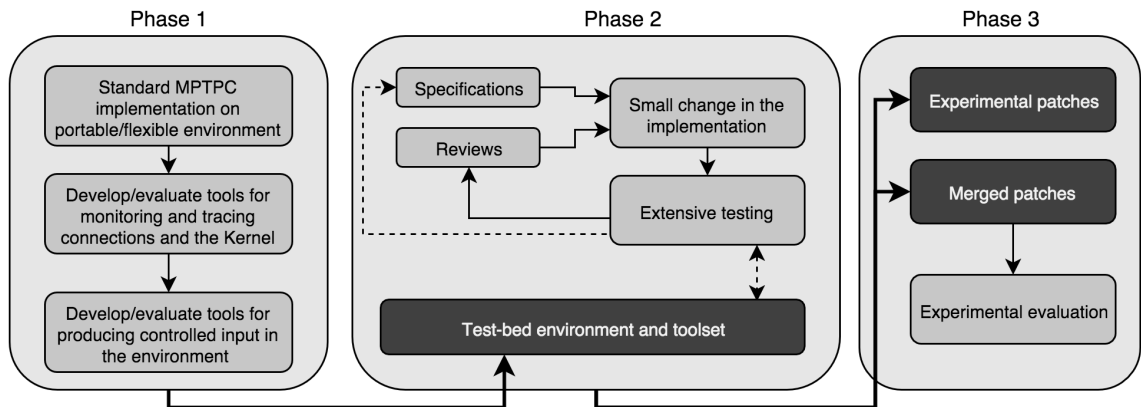 Phase 1
Standard MPTPC
implementation on
portable/flexible environment
Develop/evaluate tools for
monitoring and tracing
connections and the Kernel
Develop/evaluate tools for
producing controlled input in
the environment
Phase 2
Specifications
Reviews
Small change in the
implementation
Extensive testing
Test-bed environment and toolset
Phase 3
Experimental patches
Merged patches
Experimental evaluation